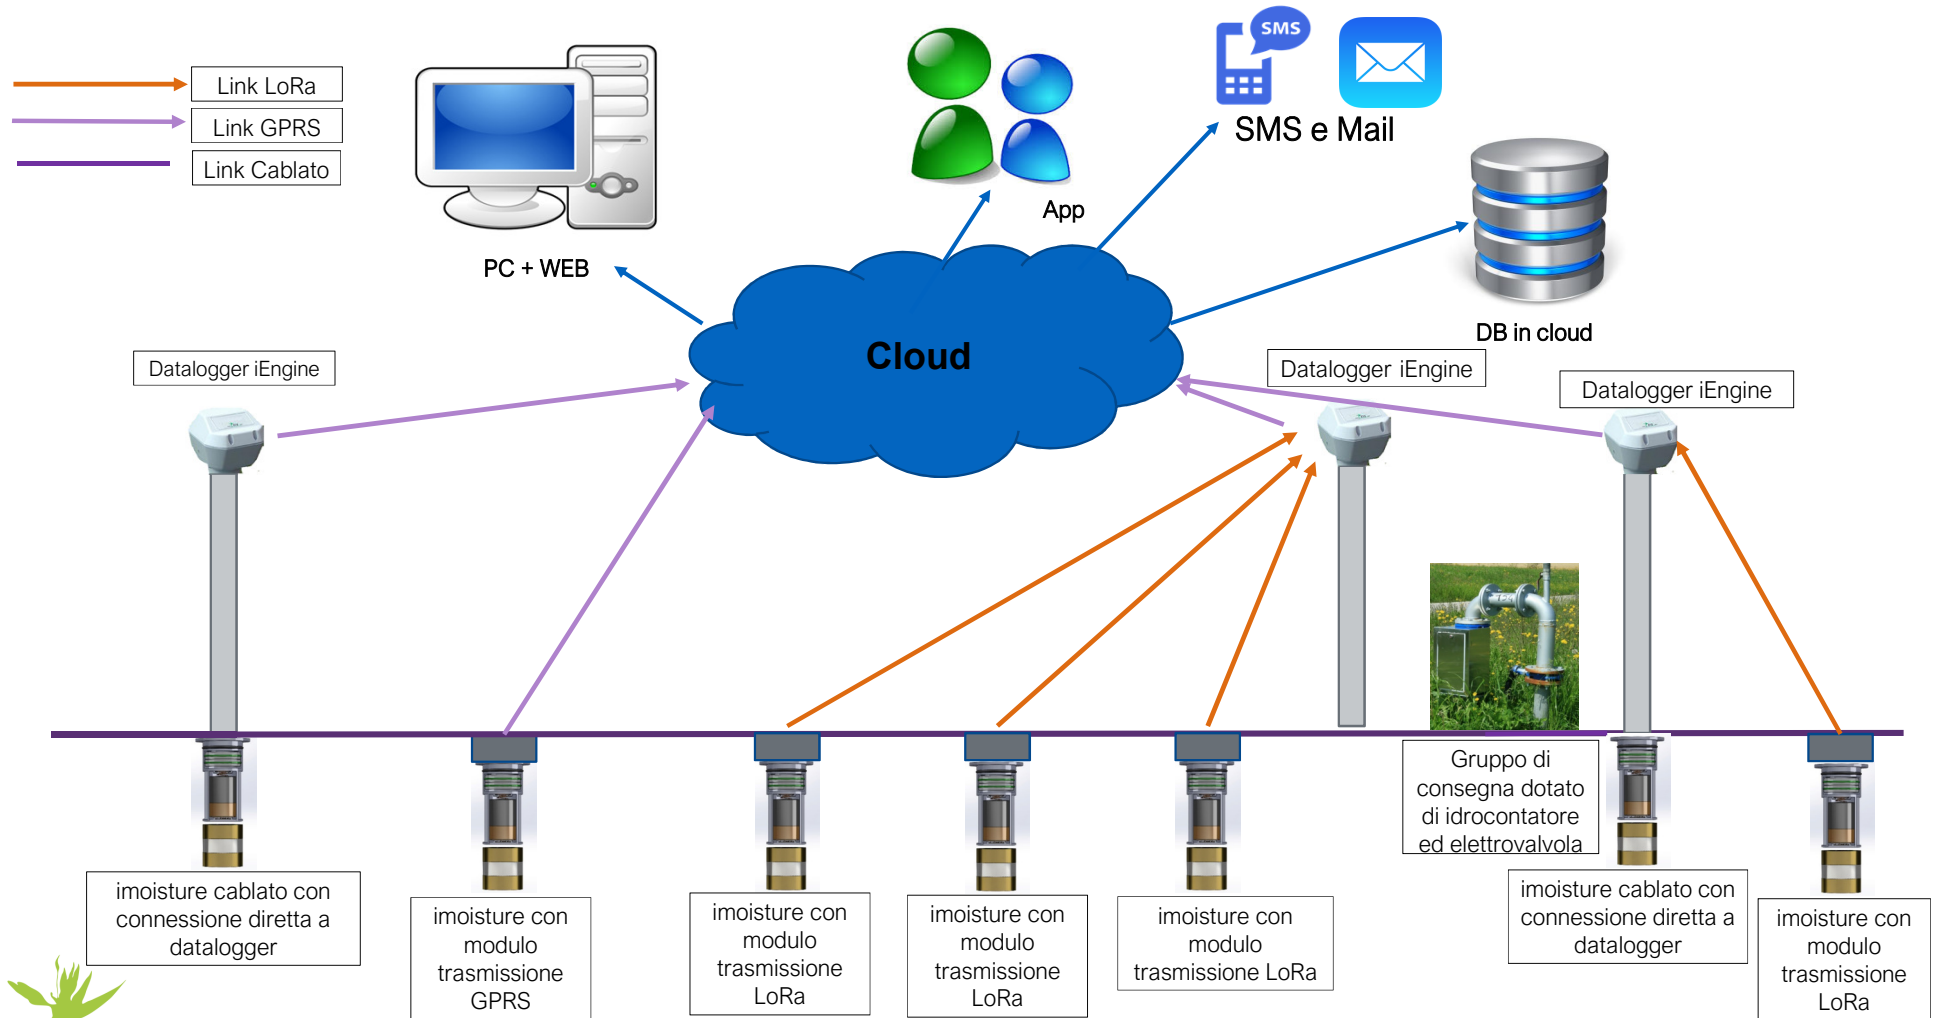 Link LoRa
Link GPRS
Link Cablato
SMS
SMS e Mail
App
PC + WEB
DB in cloud
Cloud
Datalogger iEngine
Datalogger iEngine
Datalogger iEngine
Gruppo di
consegna dotato
di idrocontatore
ed elettrovalvola
imoisture cablato con
connessione diretta a
datalogger
imoisture con
modulo
trasmissione
GPRS
imoisture con
modulo
trasmissione
LoRa
imoisture con
modulo
trasmissione
LoRa
imoisture con
modulo
trasmissione LoRa
imoisture cablato con
connessione diretta a
datalogger
imoisture con
modulo
trasmissione
LoRa